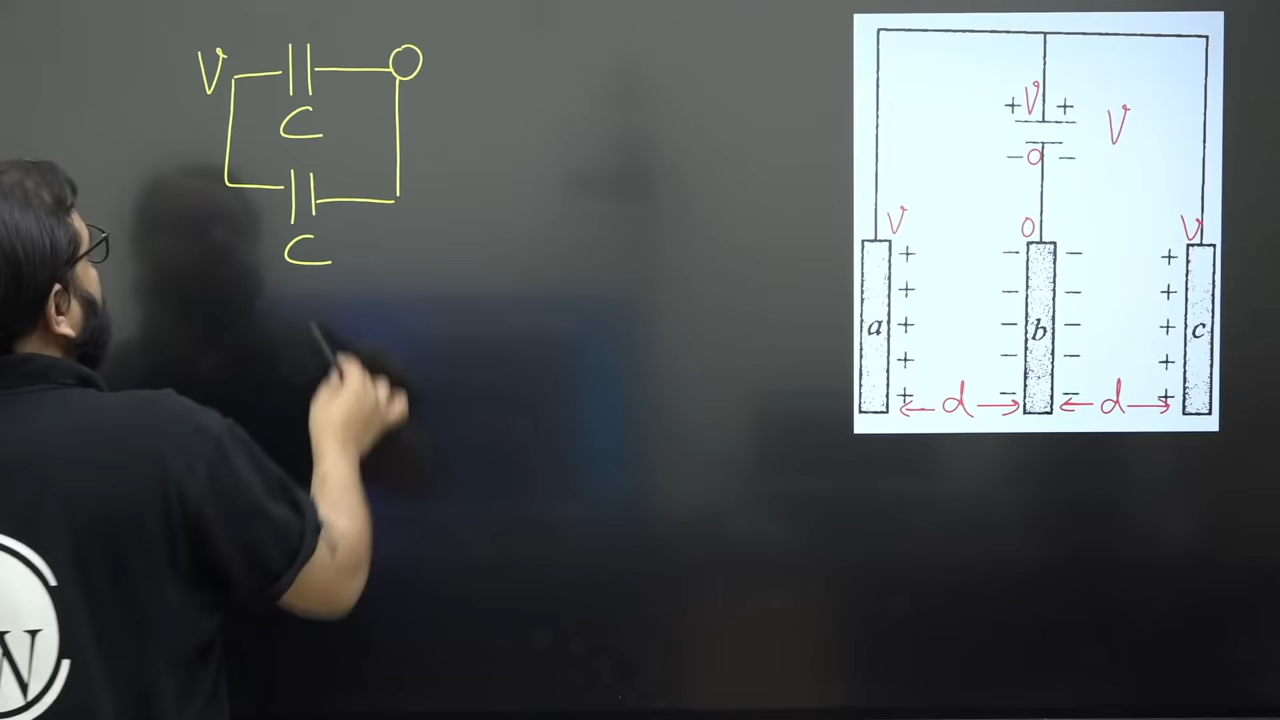 V O
C
C
+ V + V
- 0 -
V 0 V
+ - - +
+ - - +
a + - b - + c
+ - - +
+ - - +
← d → ← d →
W